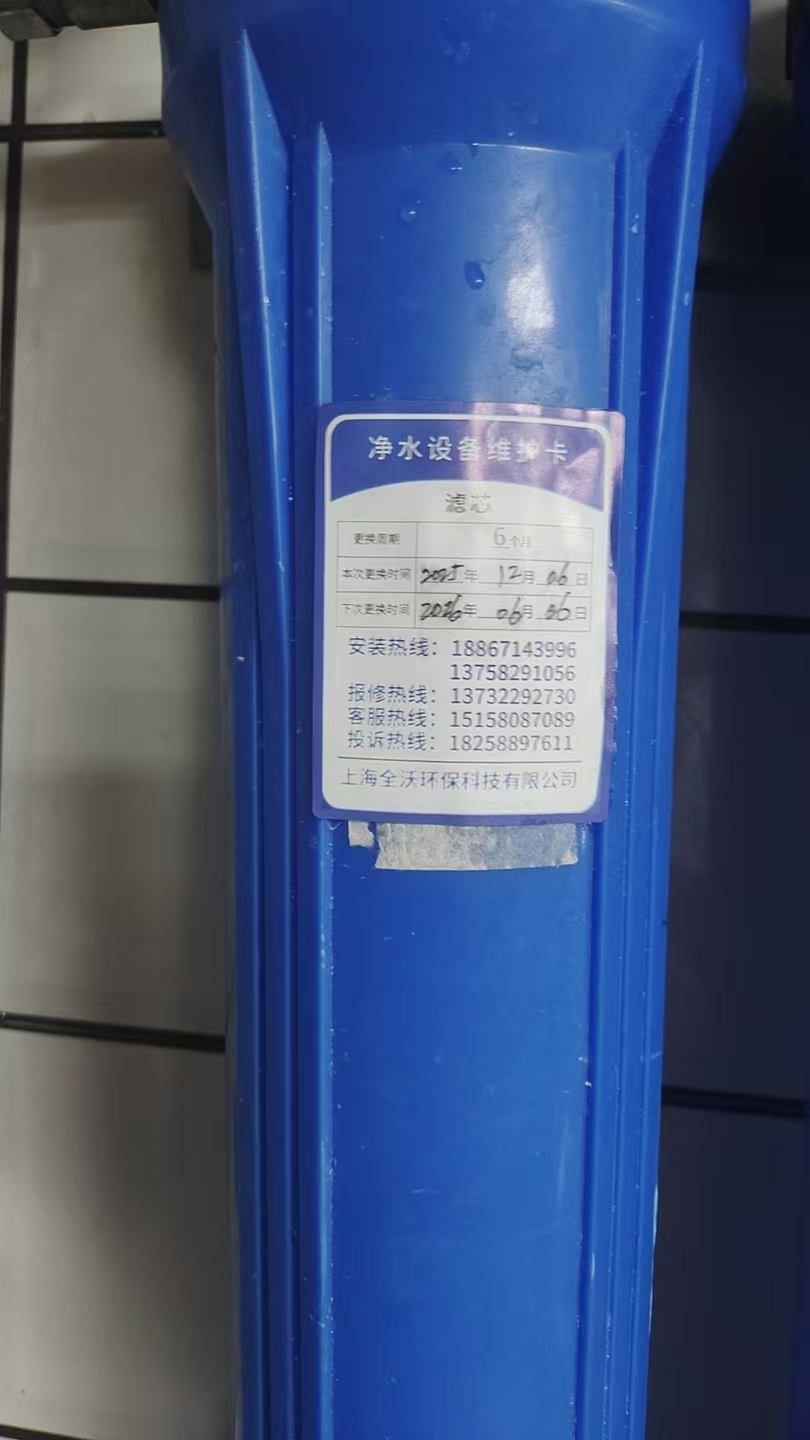 净水设备维护卡
滤芯
更换周期 6个月
本次更换时间 2025年 12月 06日
下次更换时间 2026年 06月 06日
安装热线：18867143996
13758291056
报修热线：13732292730
客服热线：15158087089
投诉热线：18258897611
上海全沃环保科技有限公司